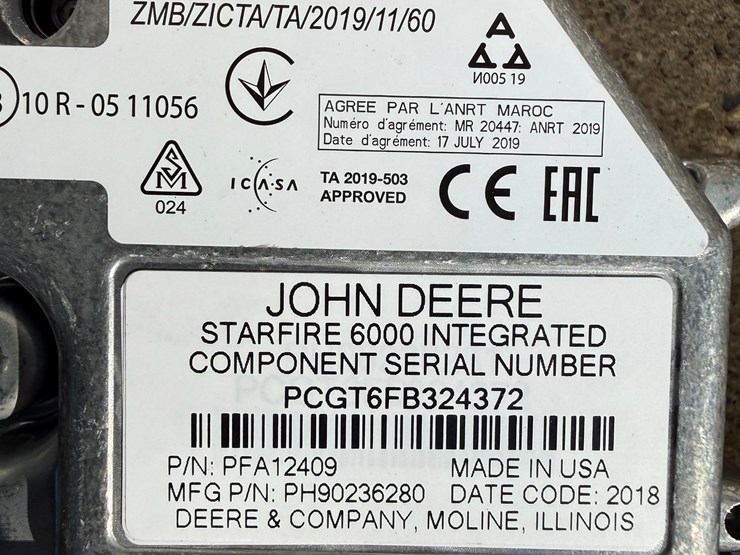 ZMB/ZICTA/TA/2019/11/60
И005 19
10 R - 05 11056
AGREE PAR L'ANRT MAROC
Numéro d'agrément: MR 20447: ANRT 2019
Date d'agrément: 17 JULY 2019
024
ICASA
TA 2019-503
APPROVED
CE
EAC
JOHN DEERE
STARFIRE 6000 INTEGRATED
COMPONENT SERIAL NUMBER
PCGT6FB324372
P/N: PFA12409 MADE IN USA
MFG P/N: PH90236280 DATE CODE: 2018
DEERE & COMPANY, MOLINE, ILLINOIS